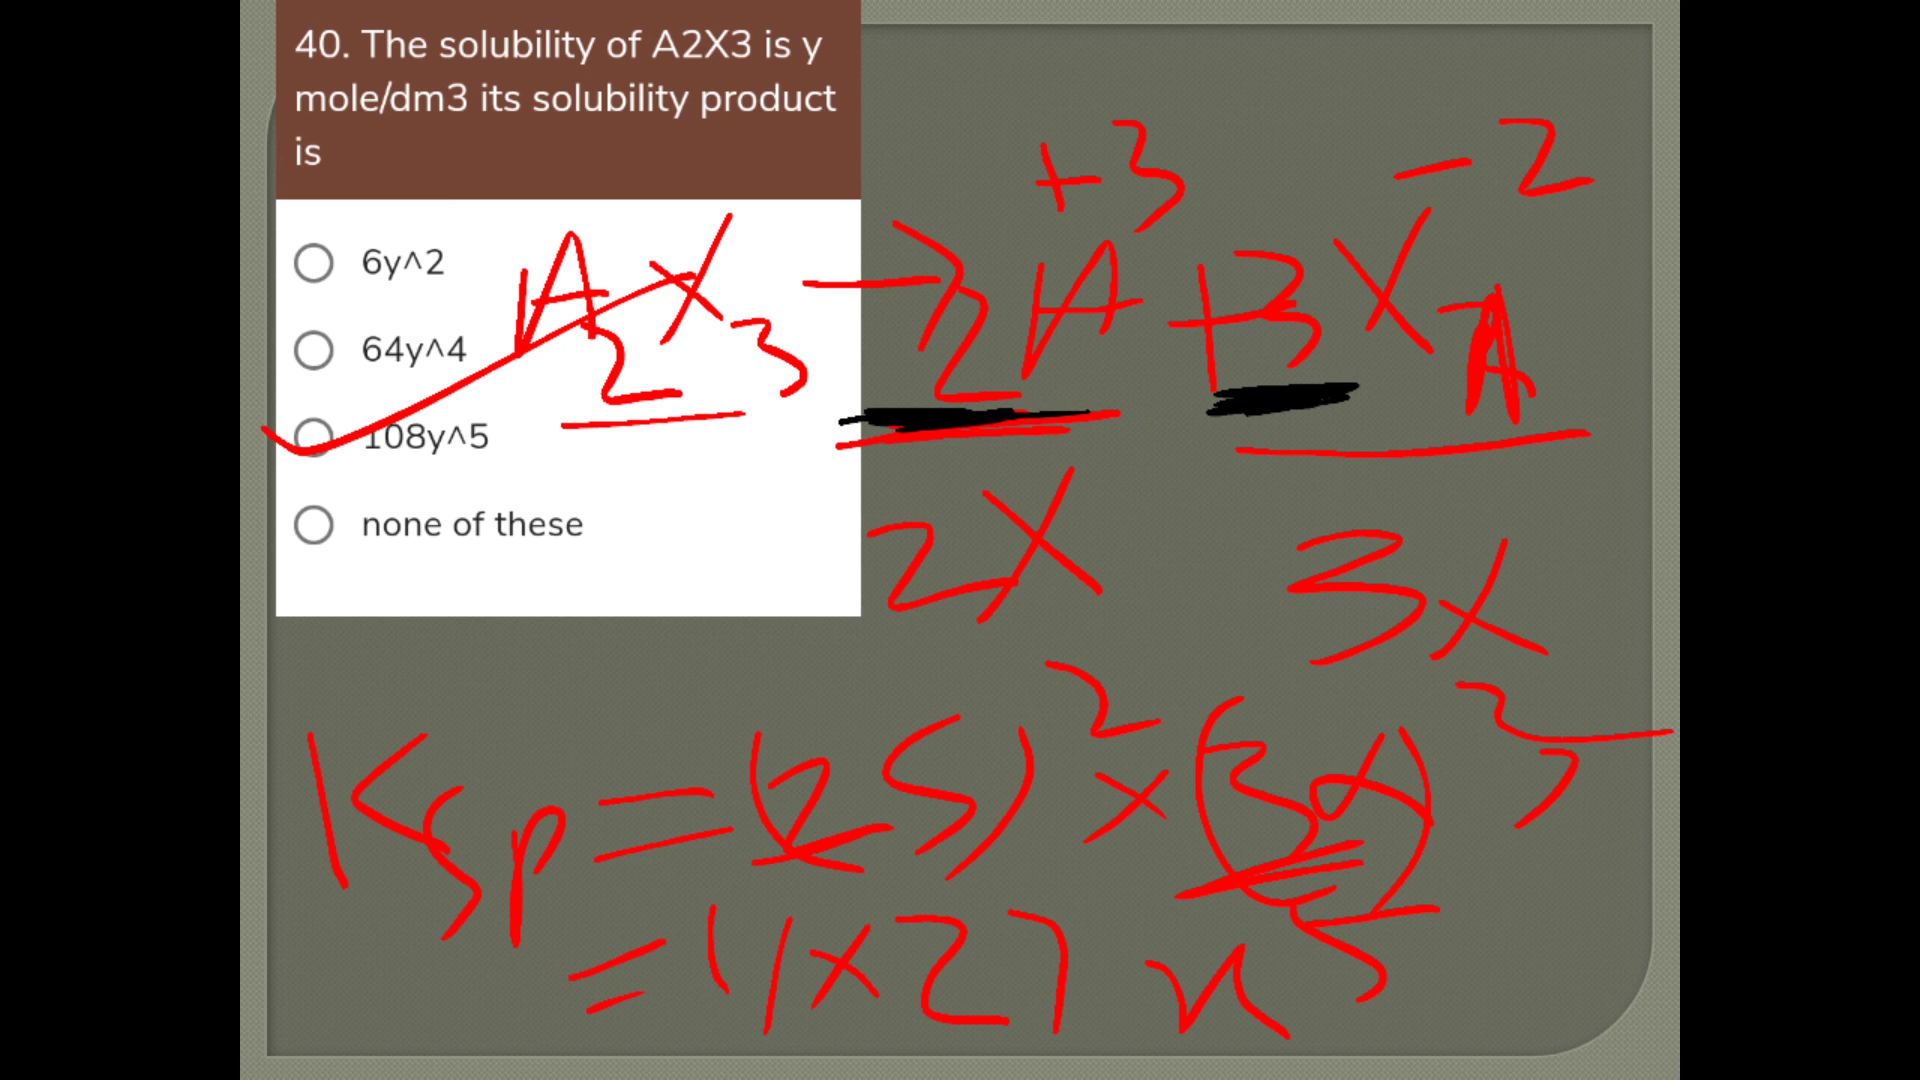 40. The solubility of A2X3 is y
mole/dm3 its solubility product
is
6y^2
64y^4
108y^5
none of these
A2X3 → 2A+3 + 3X-2
2X 3X
Ksp = (2S)2 × (3x)3
= 4×27 x5